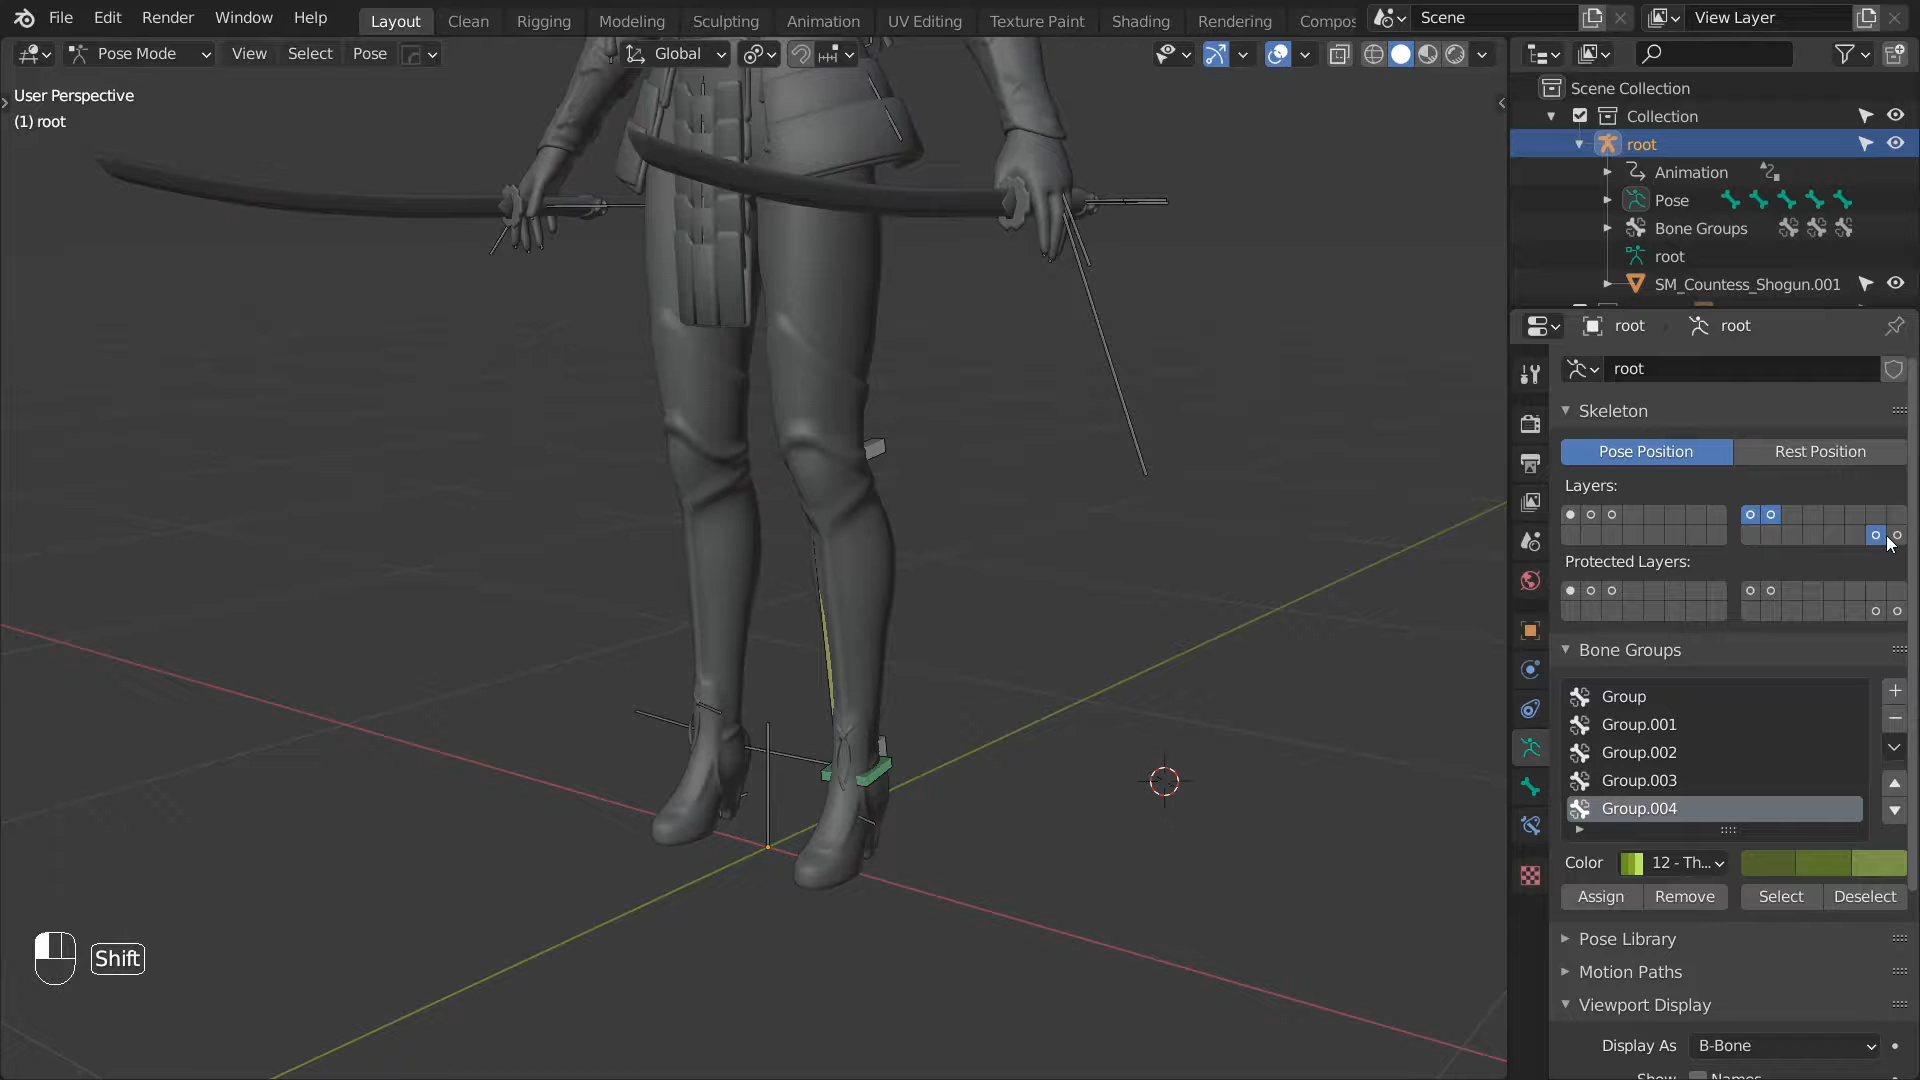 File Edit Render Window Help Layout Clean Rigging Modeling Sculpting Animation UV Editing Texture Paint Shading Rendering Compos Scene View Layer
Pose Mode View Select Pose Global
User Perspective
(1) root
Scene Collection
Collection
root
Animation
Pose
Bone Groups
root
SM_Countess_Shogun.001
root root
root
Skeleton
Pose Position Rest Position
Layers:
Protected Layers:
Bone Groups
Group
Group.001
Group.002
Group.003
Group.004
Color 12 - Th...
Assign Remove Select Deselect
Pose Library
Motion Paths
Viewport Display
Display As B-Bone
Show Names
Shift